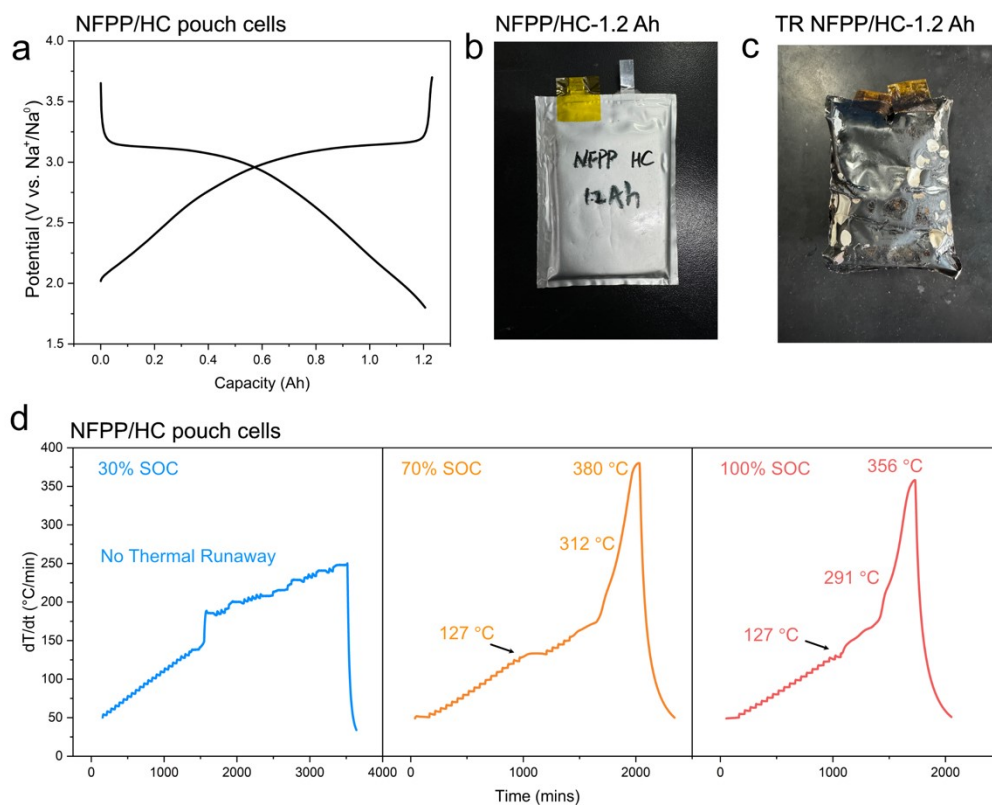 NFPP/HC pouch cells
NFPP/HC-1.2 Ah
TR NFPP/HC-1.2 Ah
a
b
c
4.0
3.5
3.0
2.5
2.0
1.5
Potential (V vs. Na⁺/Na⁰)
0.0 0.2 0.4 0.6 0.8 1.0 1.2
Capacity (Ah)
NFPP HC
1.2Ah
d
NFPP/HC pouch cells
400
350
300
250
200
150
100
50
0
dT/dt (°C/min)
30% SOC
No Thermal Runaway
70% SOC
380 °C
312 °C
127 °C
100% SOC
356 °C
291 °C
127 °C
0 1000 2000 3000 4000
0 1000 2000
0 1000 2000
Time (mins)